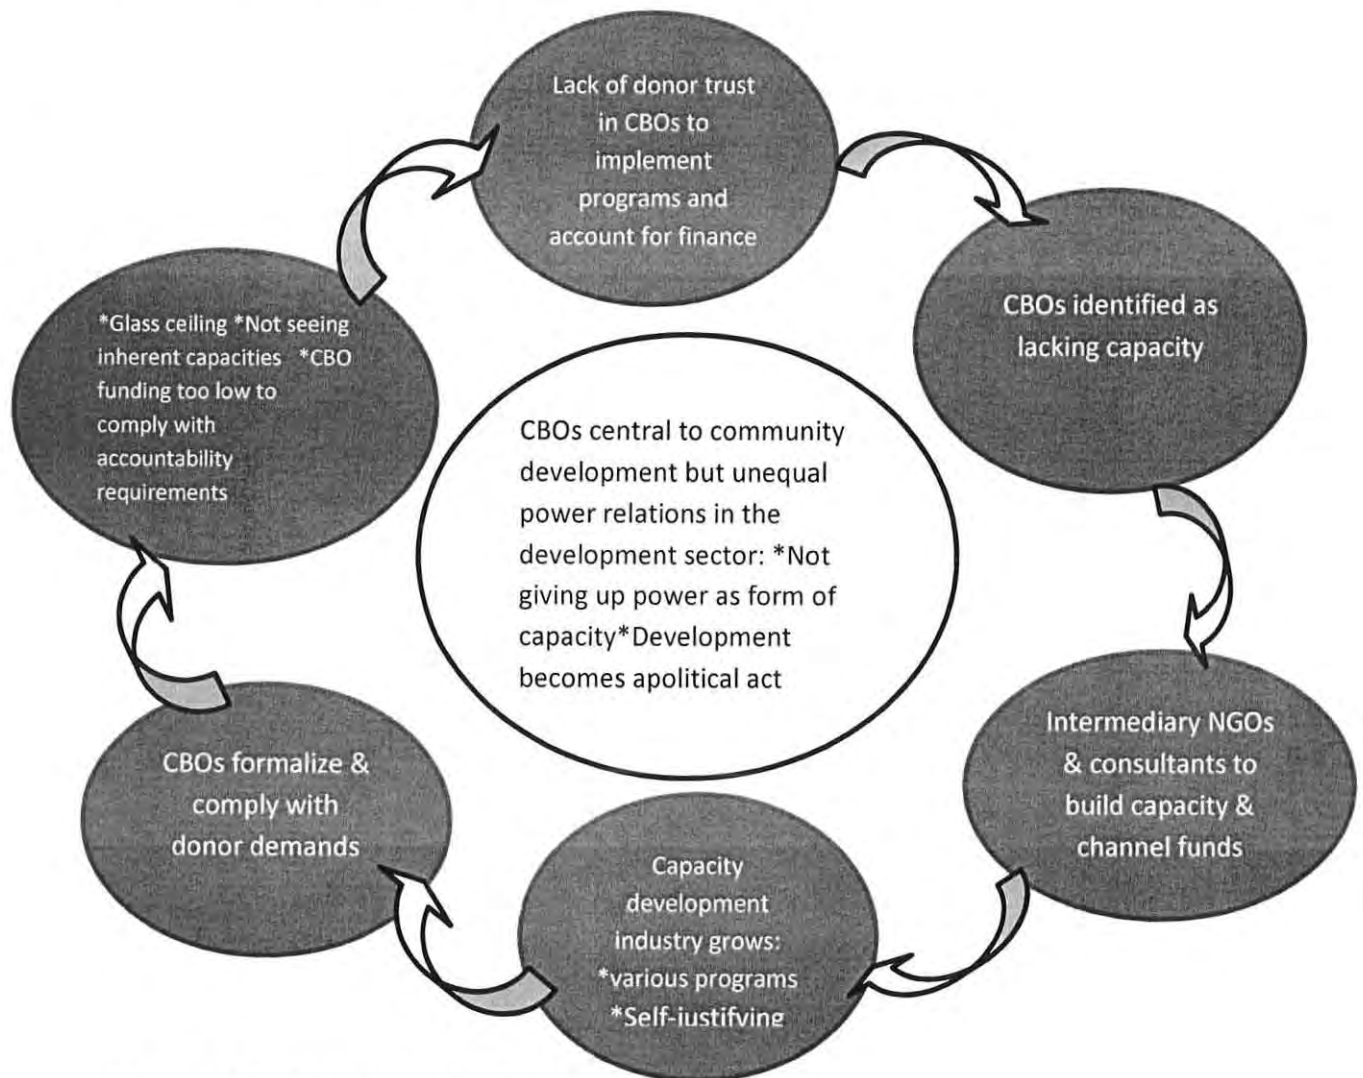 Lack of donor trust
in CBOs to
implement
programs and
account for finance
CBOs identified as
lacking capacity
Intermediary NGOs
& consultants to
build capacity &
channel funds
Capacity
development
industry grows:
*various programs
*Self-justifying
CBOs formalize &
comply with
donor demands
*Glass ceiling *Not seeing
inherent capacities *CBO
funding too low to
comply with
accountability
requirements
CBOs central to community
development but unequal
power relations in the
development sector: *Not
giving up power as form of
capacity*Development
becomes apolitical act